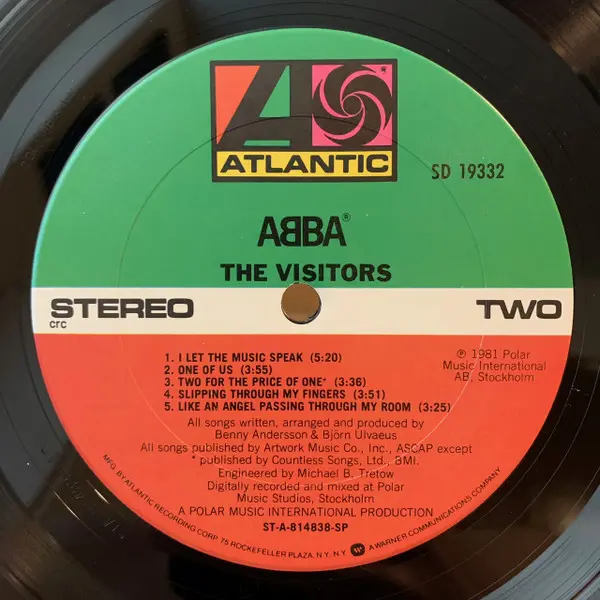 ATLANTIC
SD 19332
ABBA®
THE VISITORS
STEREO
TWO
crc
1. I LET THE MUSIC SPEAK (5:20)
2. ONE OF US (3:55)
3. TWO FOR THE PRICE OF ONE* (3:36)
4. SLIPPING THROUGH MY FINGERS (3:51)
5. LIKE AN ANGEL PASSING THROUGH MY ROOM (3:25)
℗ 1981 Polar
Music International
AB, Stockholm
All songs written, arranged and produced by
Benny Andersson & Björn Ulvaeus
All songs published by Artwork Music Co., Inc., ASCAP except
* published by Countless Songs, Ltd., BMI.
Engineered by Michael B. Tretow
Digitally recorded and mixed at Polar
Music Studios, Stockholm
A POLAR MUSIC INTERNATIONAL PRODUCTION
ST-A-814838-SP
MFG. BY ATLANTIC RECORDING CORP 75 ROCKEFELLER PLAZA, N.Y. N.Y. A WARNER COMMUNICATIONS COMPANY